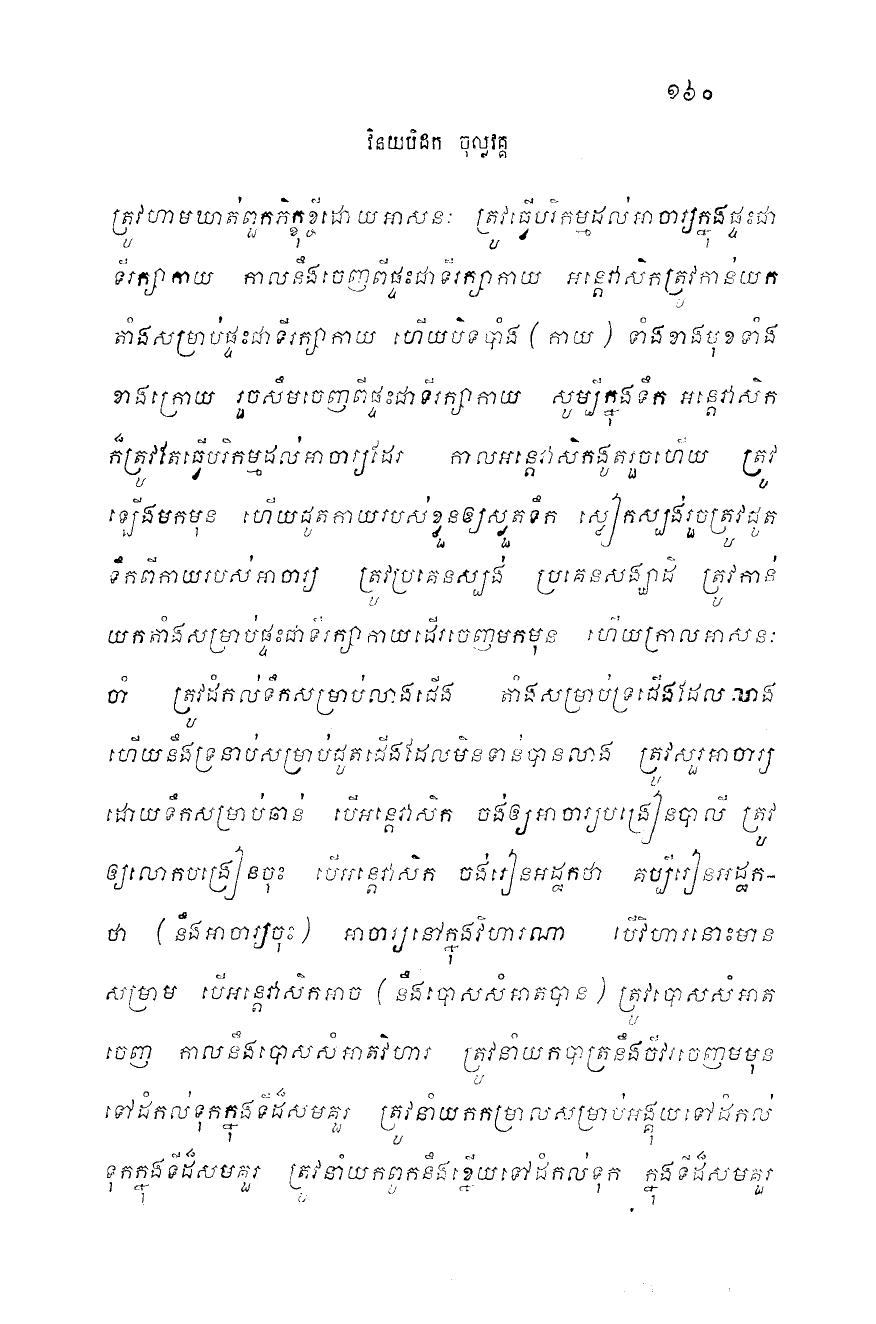 ១៦០
វិនយបិដក ចុល្លវគ្គ
ត្រូវហាមឃាត់ពួកភិក្ខុខ្ចីដោយអាសនៈ ត្រូវធ្វើបរិកម្មដល់អាចារ្យក្នុងផ្ទះជា
ទីរក្សាកាយ កាលនឹងចេញពីផ្ទះជាទីរក្សាកាយ អន្តេវាសិកត្រូវកាន់យក
តាំងសម្រាប់ផ្ទះជាទីរក្សាកាយ ហើយបិទបាំង ( កាយ ) ទាំងខាងមុខទាំង
ខាងក្រោយ រួចសឹមចេញពីផ្ទះជាទីរក្សាកាយ សូម្បីក្នុងទឹក អន្តេវាសិក
ក៏ត្រូវតែធ្វើបរិកម្មដល់អាចារ្យដែរ កាលអន្តេវាសិកងូតរួចហើយ ត្រូវ
ឡើងមកមុន ហើយជូតកាយរបស់ខ្លួនឲ្យស្ងួតទឹក ស្លៀកស្បង់រួចត្រូវជូត
ទឹកពីកាយរបស់អាចារ្យ ត្រូវប្រគេនស្បង់ ប្រគេនសង្ឃាដិ ត្រូវកាន់
យកតាំងសម្រាប់ផ្ទះជាទីរក្សាកាយដើរចេញមកមុន ហើយក្រាលអាសនៈ
ចាំ ត្រូវដំកល់ទឹកសម្រាប់លាងជើង តាំងសម្រាប់ទ្រជើងដែលលាង
ហើយនឹងទ្រនាប់សម្រាប់ជូតជើងដែលមិនទាន់បានលាង ត្រូវសួរអាចារ្យ
ដោយទឹកសម្រាប់ឆាន់ បើអន្តេវាសិក ចង់ឲ្យអាចារ្យបង្រៀនបាលី ត្រូវ
ឲ្យលោកបង្រៀនចុះ បើអន្តេវាសិក ចង់រៀនអដ្ឋកថា គប្បីរៀនអដ្ឋក-
ថា ( នឹងអាចារ្យចុះ ) អាចារ្យនៅក្នុងវិហារណា បើវិហារនោះមាន
សម្រាម បើអន្តេវាសិកអាច ( នឹងបោសសំអាតបាន ) ត្រូវបោសសំអាត
ចេញ កាលនឹងបោសសំអាតវិហារ ត្រូវនាំយកបាត្រនឹងចីវរចេញមមុន
ទៅដំកល់ទុកក្នុងទីដ៏សមគួរ ត្រូវនាំយកកម្រាលសម្រាប់អង្គុយទៅដំកល់
ទុកក្នុងទីដ៏សមគួរ ត្រូវនាំយកពូកនឹងខ្នើយទៅដំកល់ទុក ក្នុងទីដ៏សមគួរ